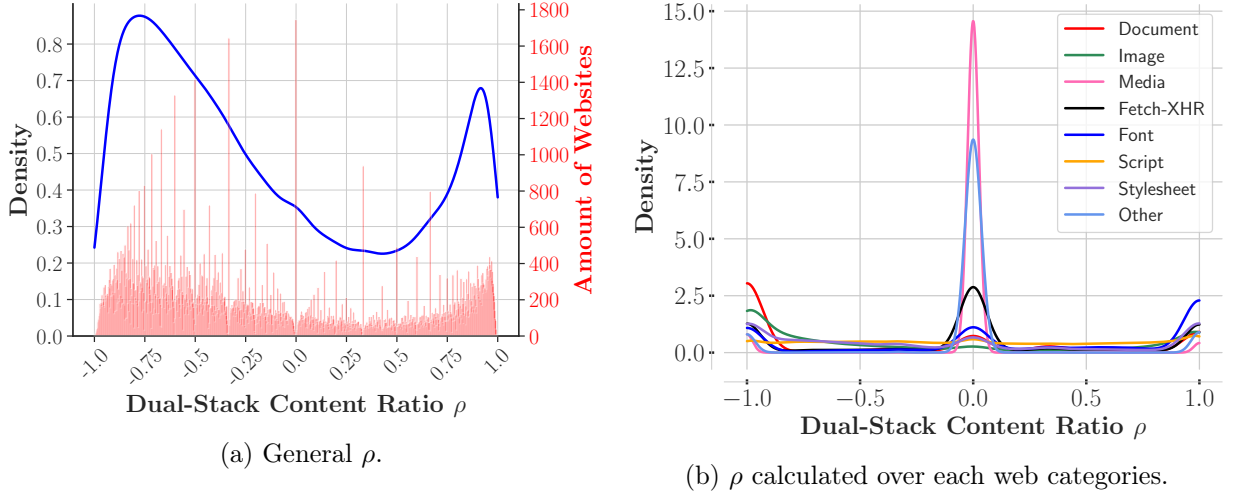 0.0
0.1
0.2
0.3
0.4
0.5
0.6
0.7
0.8
Density
-1.0
-0.75
-0.5
-0.25
0.0
0.25
0.5
0.75
1.0
Dual-Stack Content Ratio ρ
0
200
400
600
800
1000
1200
1400
1600
1800
Amount of Websites
(a) General ρ.
0.0
2.5
5.0
7.5
10.0
12.5
15.0
Density
−1.0
−0.5
0.0
0.5
1.0
Dual-Stack Content Ratio ρ
Document
Image
Media
Fetch-XHR
Font
Script
Stylesheet
Other
(b) ρ calculated over each web categories.